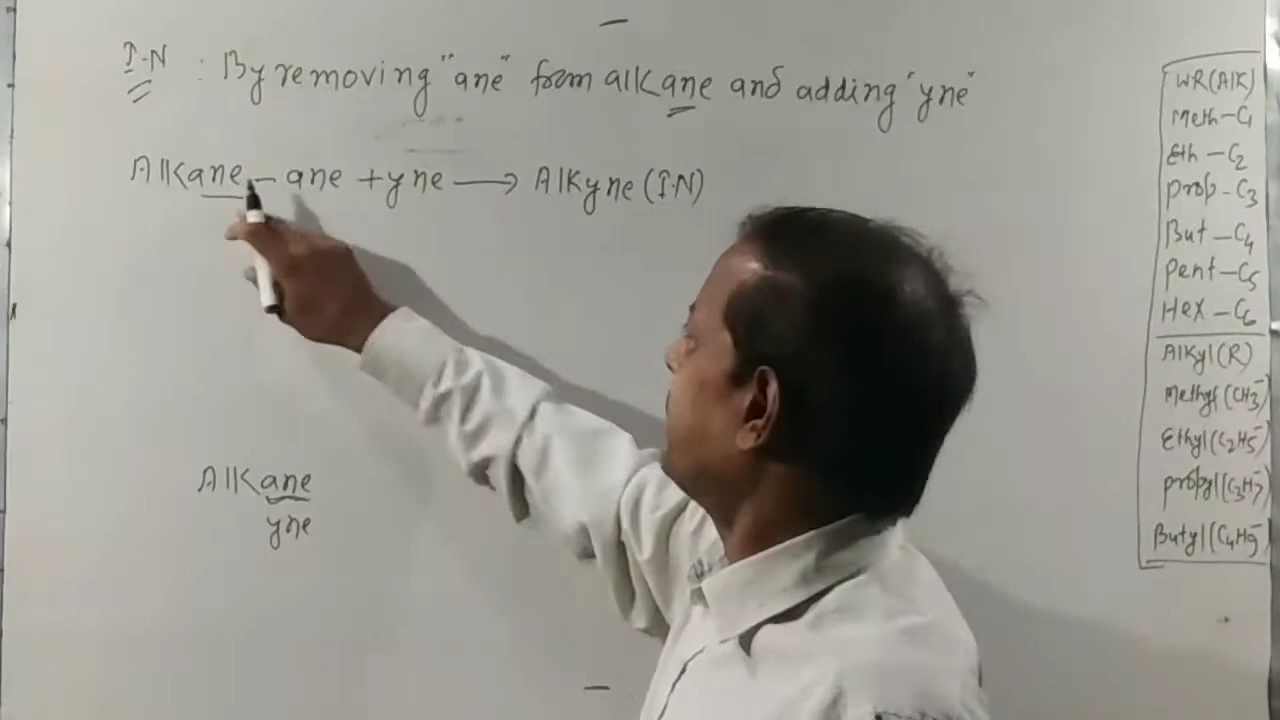 I.N : By removing "ane" from alkane and adding "yne"
Alkane - ane + yne → Alkyne (I.N)
Alkane
yne
WR(Alk)
Meth - C1
Eth - C2
Prop - C3
But - C4
Pent - C5
Hex - C6
Alkyl (R)
Methyl (CH3-)
Ethyl (C2H5-)
propyl (C3H7)
Butyl (C4H9-